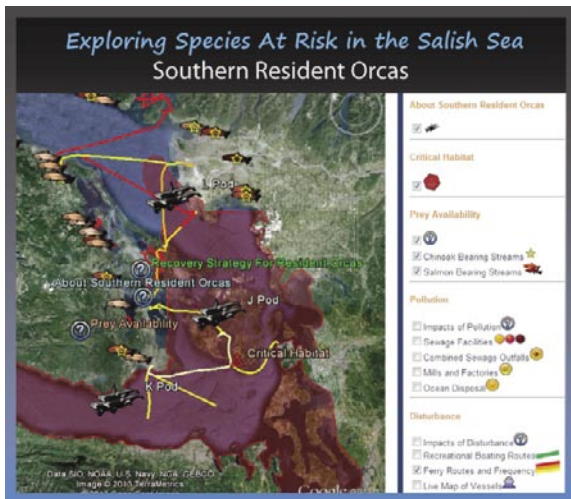 Exploring Species At Risk in the Salish Sea
Southern Resident Orcas
About Southern Resident Orcas
Critical Habitat
Prey Availability
Chinook Bearing Streams
Salmon Bearing Streams
Pollution
Impacts of Pollution
Sewage Facilities
Combined Sewage Outfalls
Mills and Factories
Ocean Disposal
Disturbance
Impacts of Disturbance
Recreational Boating Routes
Ferry Routes and Frequency
Live Map of Vessels
L Pod
Recovery Strategy For Resident Orcas
About Southern Resident Orcas
J Pod
Prey Availability
Critical Habitat
K Pod
Data SIO, NOAA, U.S. Navy, NGA, GEBCO
Image © 2010 TerraMetrics
Google